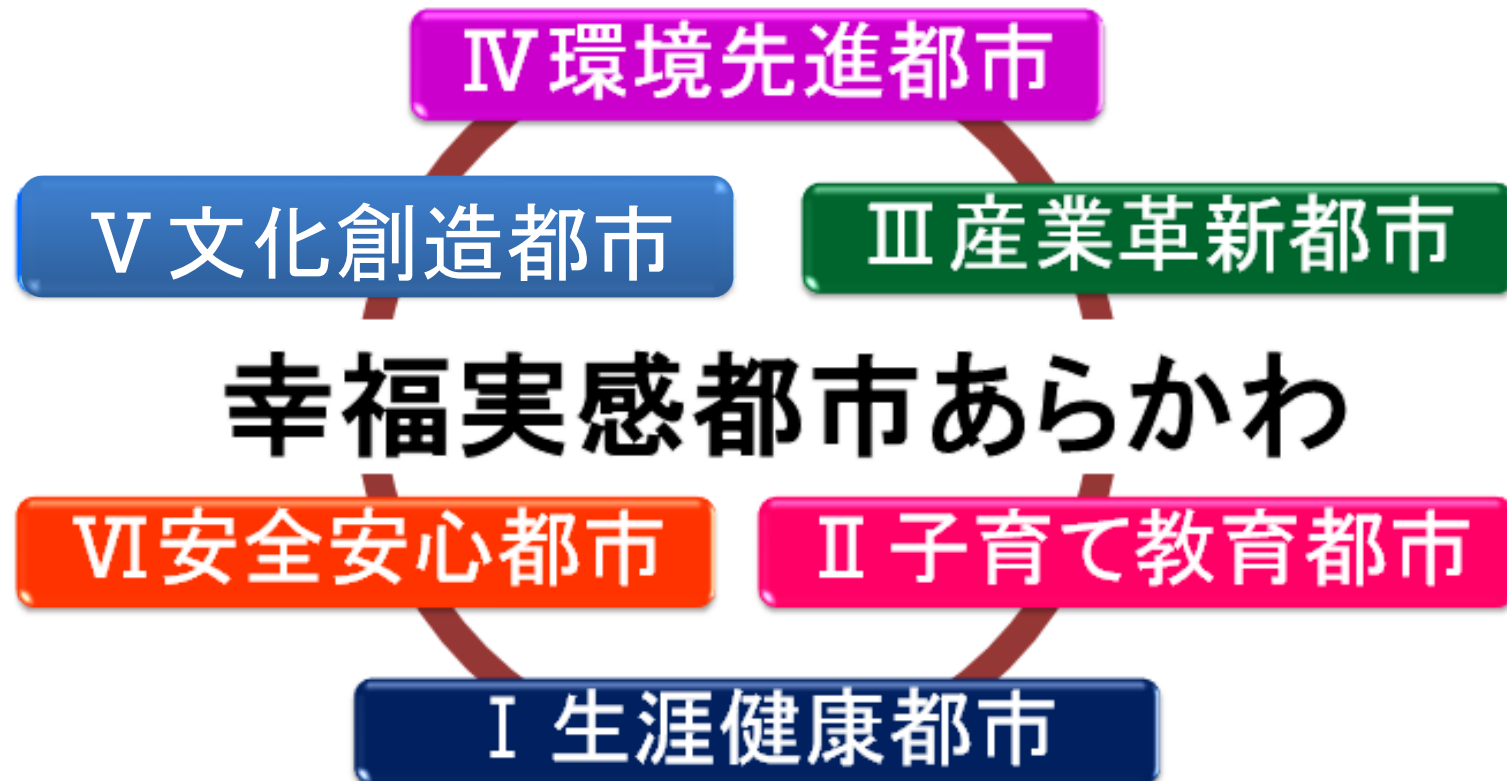 Ⅳ環境先進都市
Ⅴ文化創造都市
Ⅲ産業革新都市
幸福実感都市あらかわ
Ⅵ安全安心都市
Ⅱ子育て教育都市
Ⅰ生涯健康都市